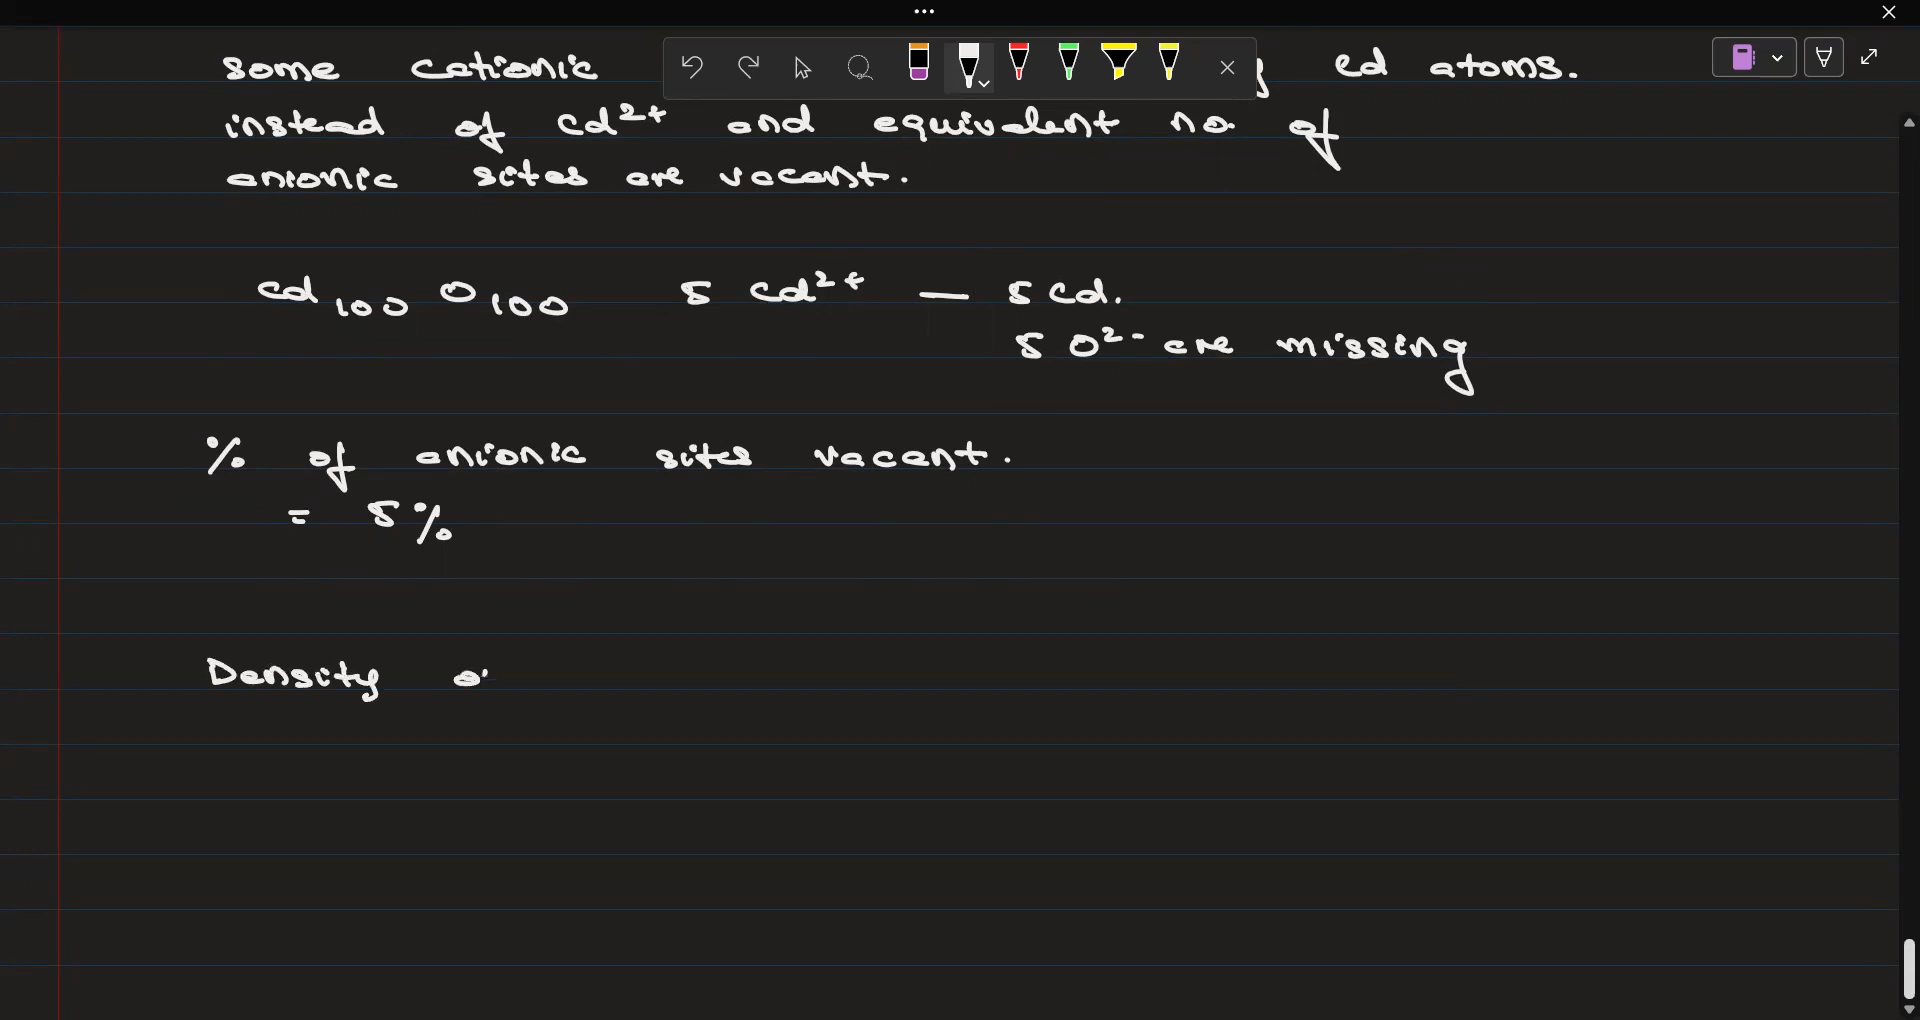 some cationic ed atoms.
instead of Cd²⁺ and equivalent no. of
anionic sites are vacant.
Cd₁₀₀ O₁₀₀ 5 Cd²⁺ — 5 Cd.
5 O²⁻ are missing
% of anionic sites vacant.
= 5%
Density